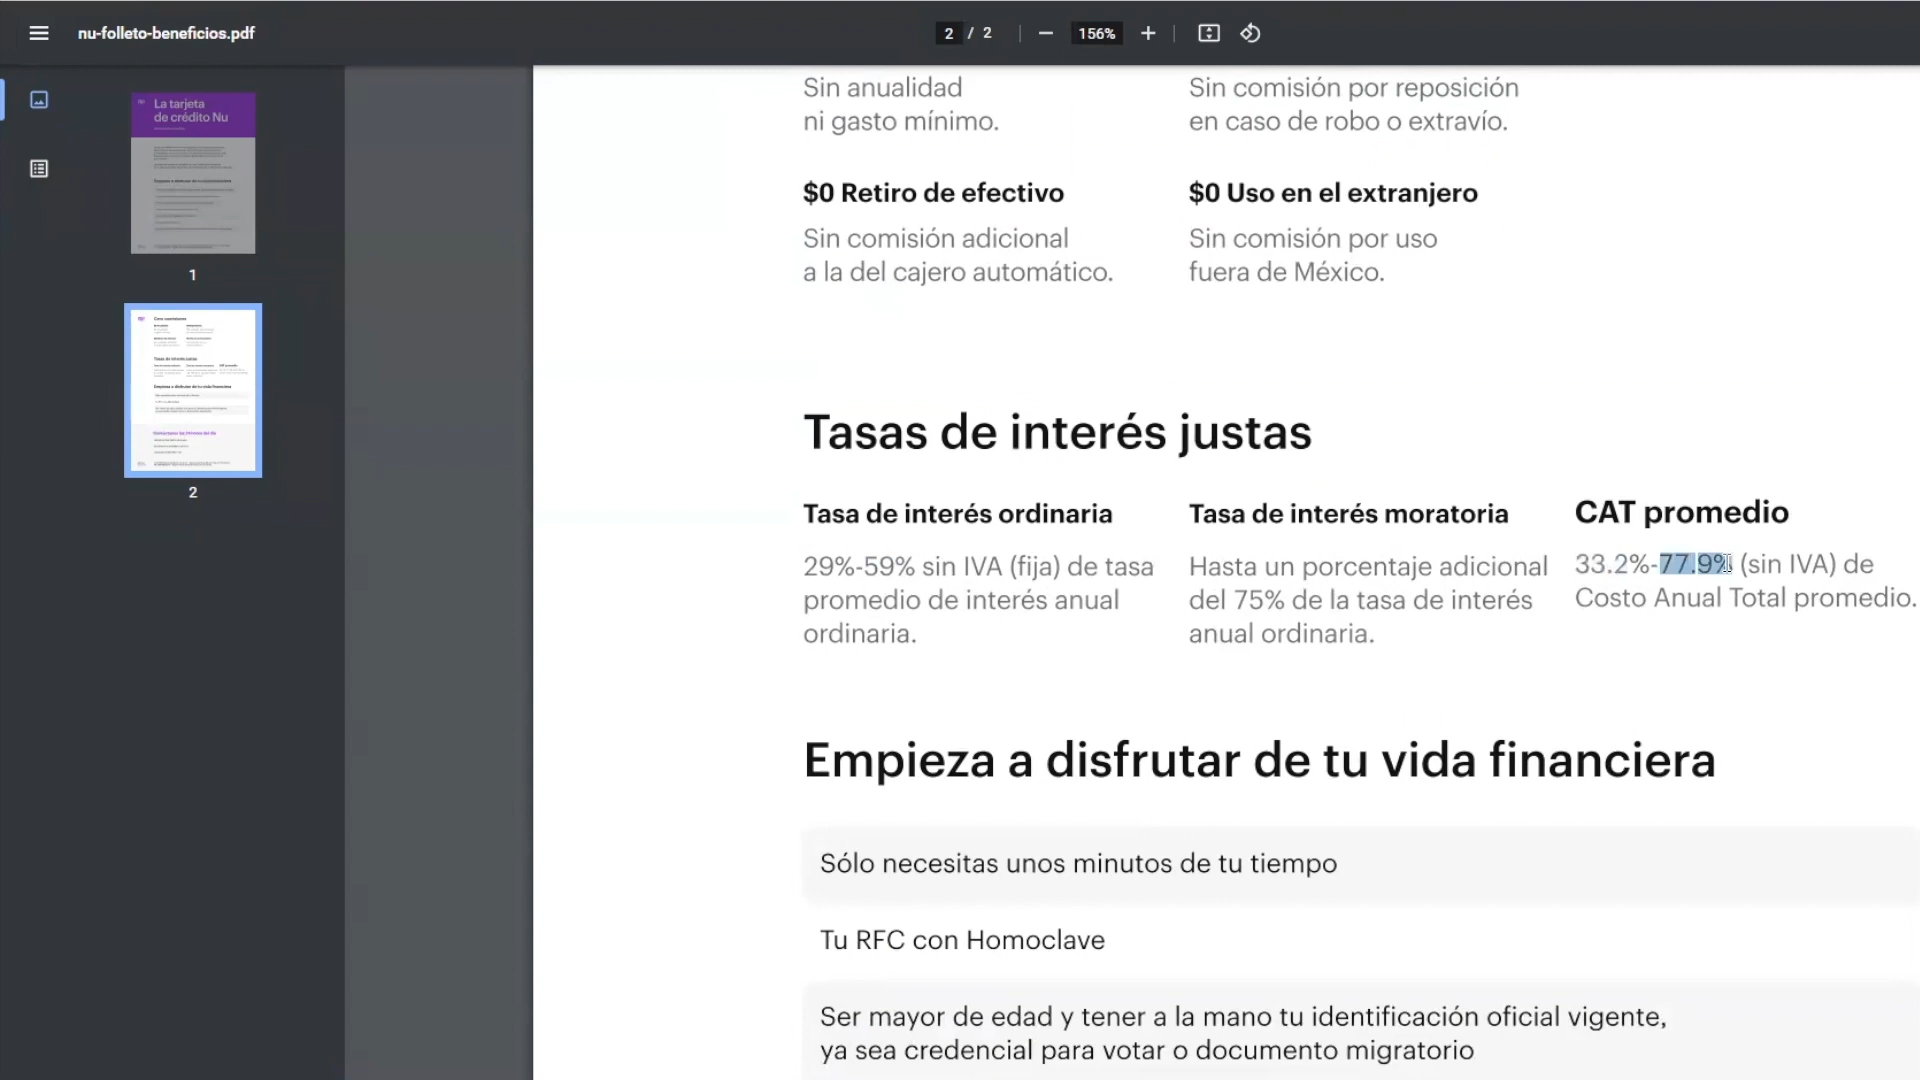 nu-folleto-beneficios.pdf
2 / 2
156%
La tarjeta
de crédito Nu
1
2
Sin anualidad
ni gasto mínimo.
Sin comisión por reposición
en caso de robo o extravío.
$0 Retiro de efectivo
Sin comisión adicional
a la del cajero automático.
$0 Uso en el extranjero
Sin comisión por uso
fuera de México.
Tasas de interés justas
Tasa de interés ordinaria
29%-59% sin IVA (fija) de tasa
promedio de interés anual
ordinaria.
Tasa de interés moratoria
Hasta un porcentaje adicional
del 75% de la tasa de interés
anual ordinaria.
CAT promedio
33.2%-77.9% (sin IVA) de
Costo Anual Total promedio.
Empieza a disfrutar de tu vida financiera
Sólo necesitas unos minutos de tu tiempo
Tu RFC con Homoclave
Ser mayor de edad y tener a la mano tu identificación oficial vigente,
ya sea credencial para votar o documento migratorio